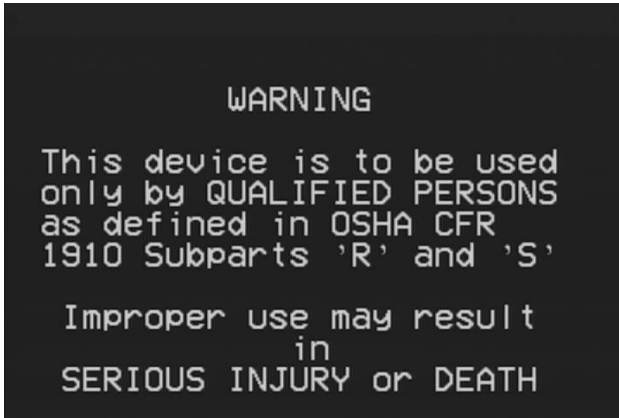 WARNING
This device is to be used
only by QUALIFIED PERSONS
as defined in OSHA CFR
1910 Subparts 'R' and 'S'
Improper use may result
in
SERIOUS INJURY or DEATH